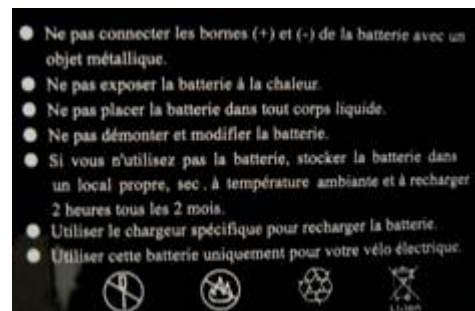 ● Ne pas connecter les bornes (+) et (-) de la batterie avec un
objet métallique.
● Ne pas exposer la batterie à la chaleur.
● Ne pas placer la batterie dans tout corps liquide.
● Ne pas démonter et modifier la batterie.
● Si vous n'utilisez pas la batterie, stocker la batterie dans
un local propre, sec , à température ambiante et à recharger
2 heures tous les 2 mois.
● Utiliser le chargeur spécifique pour recharger la batterie.
● Utiliser cette batterie uniquement pour votre vélo électrique.
Li-ion